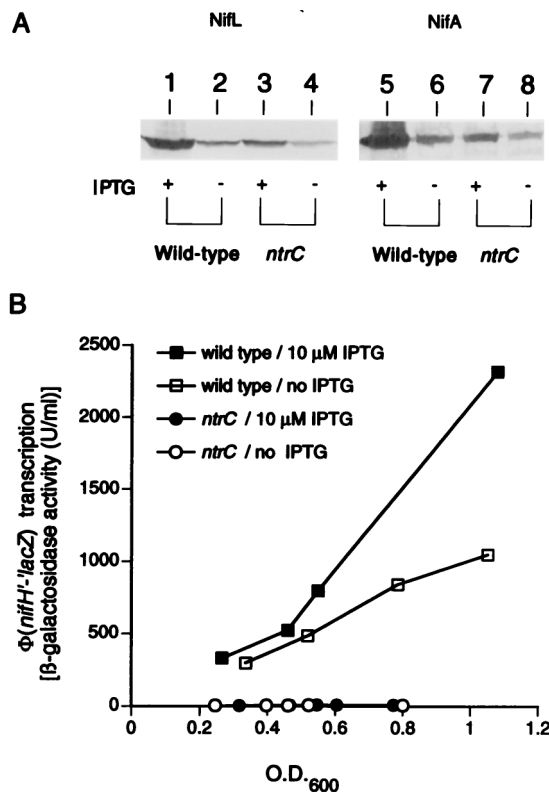 A
NifL NifA
1 2 3 4 5 6 7 8
IPTG + - + - + - + -
Wild-type ntrC Wild-type ntrC
B
2500
2000
1500
1000
500
0
Φ(nifH'-'lacZ) transcription
[ß-galactosidase activity (U/ml)]
wild type / 10 μM IPTG
wild type / no IPTG
ntrC / 10 μM IPTG
ntrC / no IPTG
0 0.2 0.4 0.6 0.8 1 1.2
O.D.600